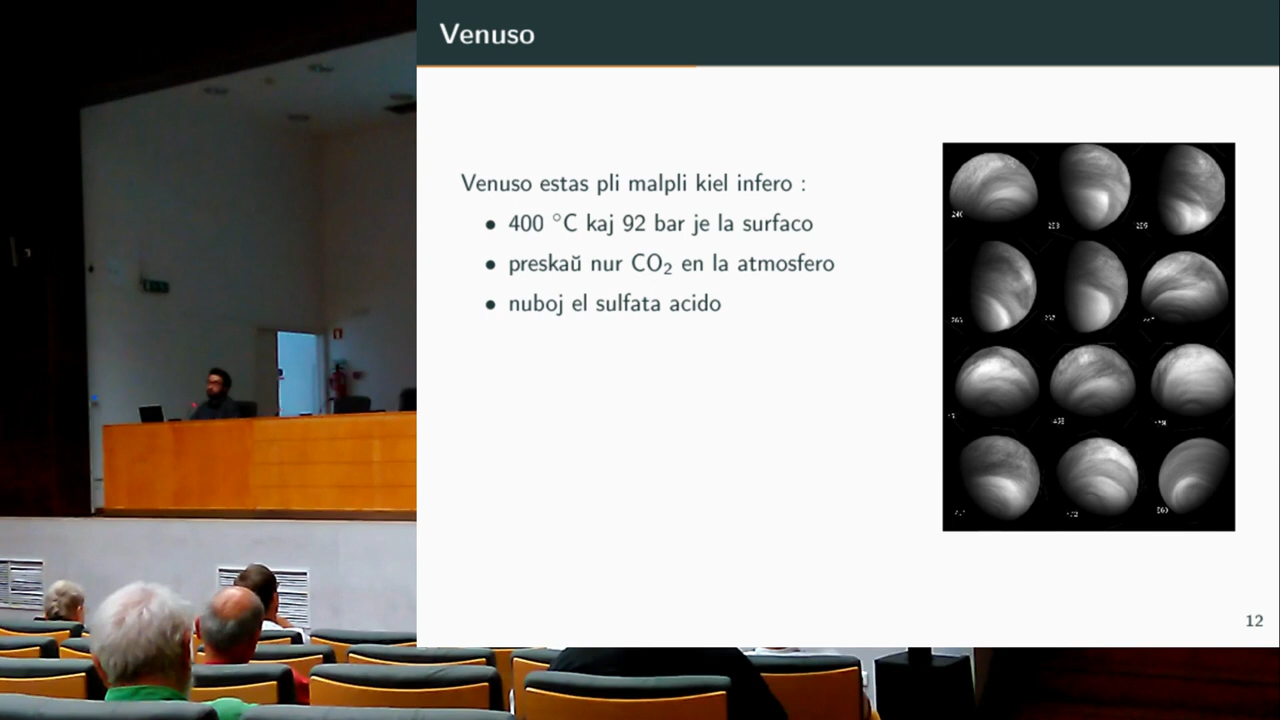 Venuso
Venuso estas pli malpli kiel infero :
• 400 °C kaj 92 bar je la surfaco
• preskaŭ nur CO₂ en la atmosfero
• nuboj el sulfata acido
12